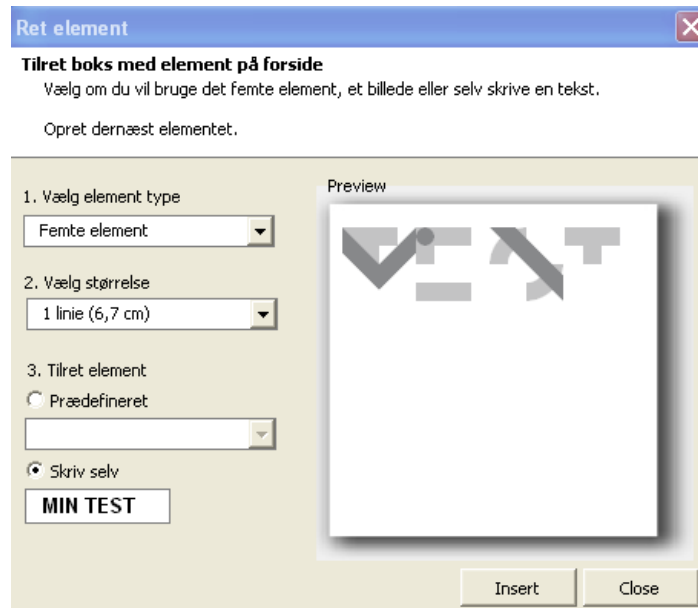 Ret element
Tilret boks med element på forside
Vælg om du vil bruge det femte element, et billede eller selv skrive en tekst.
Opret dernæst elementet.
1. Vælg element type
Femte element
2. Vælg størrelse
1 linie (6,7 cm)
3. Tilret element
Prædefineret
Skriv selv
MIN TEST
Preview
Insert
Close